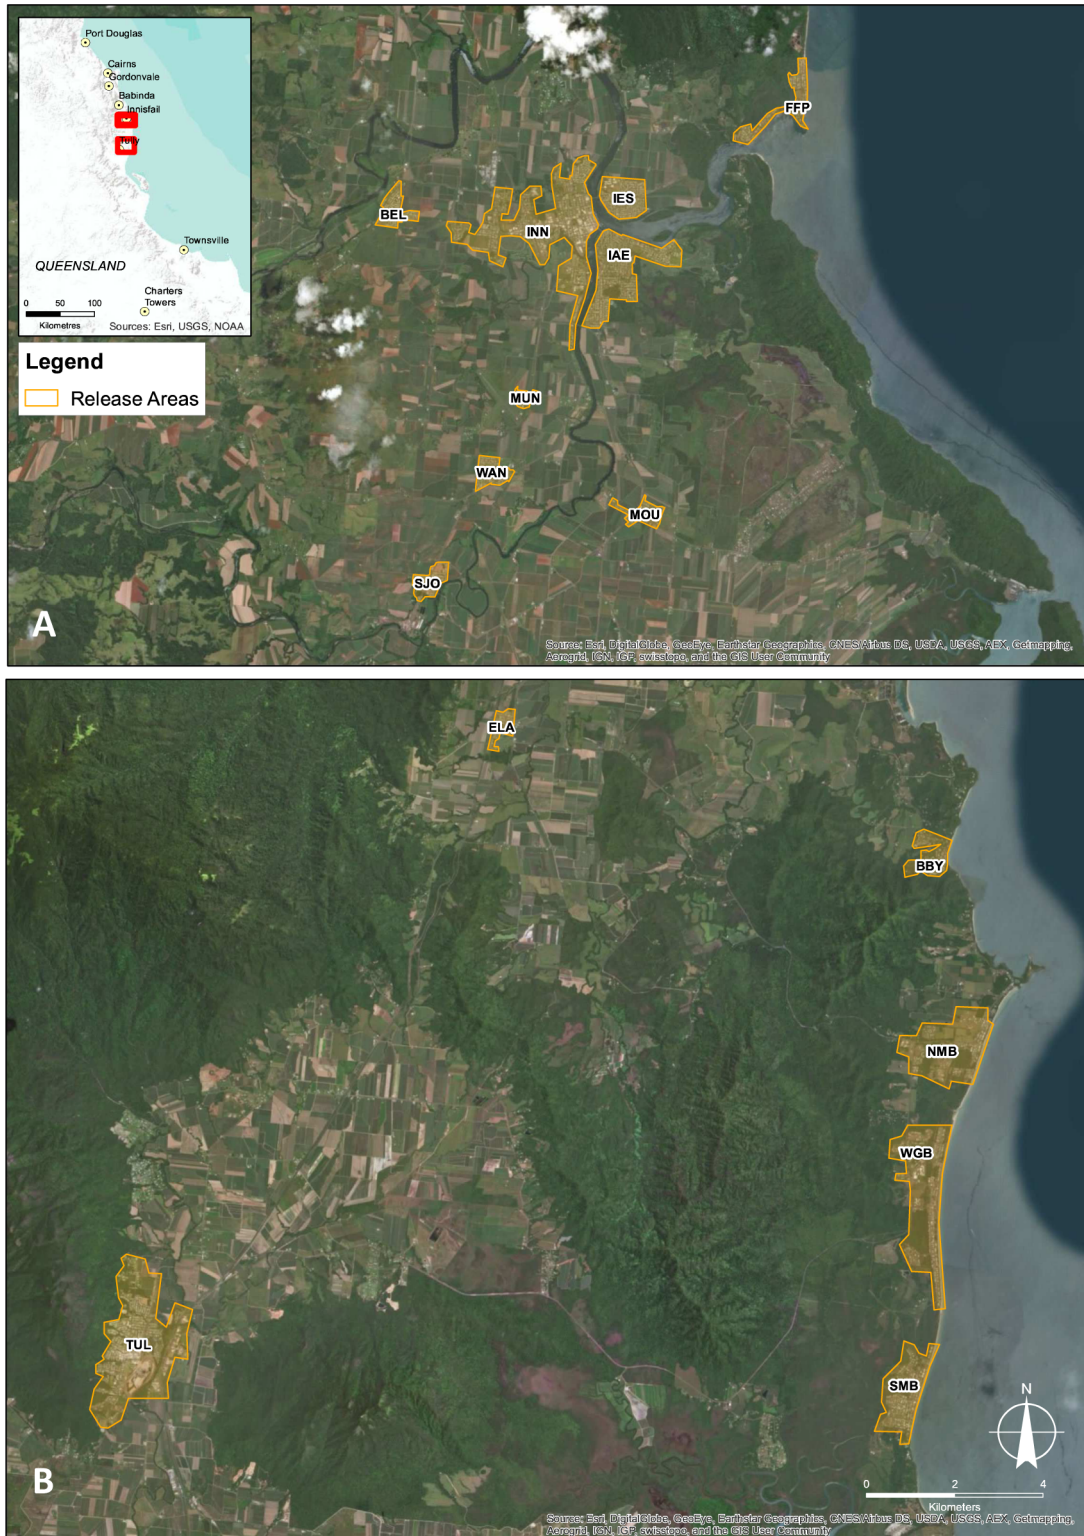 Port Douglas
Cairns
Gordonvale
Babinda
Innisfail
Tully
Townsville
QUEENSLAND
Charters
Towers
0 50 100
Kilometres
Sources: Esri, USGS, NOAA
Legend
Release Areas
FFP
IES
BEL
INN
IAE
MUN
WAN
MOU
SJO
A
Source: Esri, DigitalGlobe, GeoEye, Earthstar Geographics, CNES/Airbus DS, USDA, USGS, AEX, Getmapping,
Aerogrid, IGN, IGP, swisstopo, and the GIS User Community
ELA
BBY
NMB
WGB
TUL
SMB
N
B
0 2 4
Kilometers
Source: Esri, DigitalGlobe, GeoEye, Earthstar Geographics, CNES/Airbus DS, USDA, USGS, AEX, Getmapping,
Aerogrid, IGN, IGP, swisstopo, and the GIS User Community